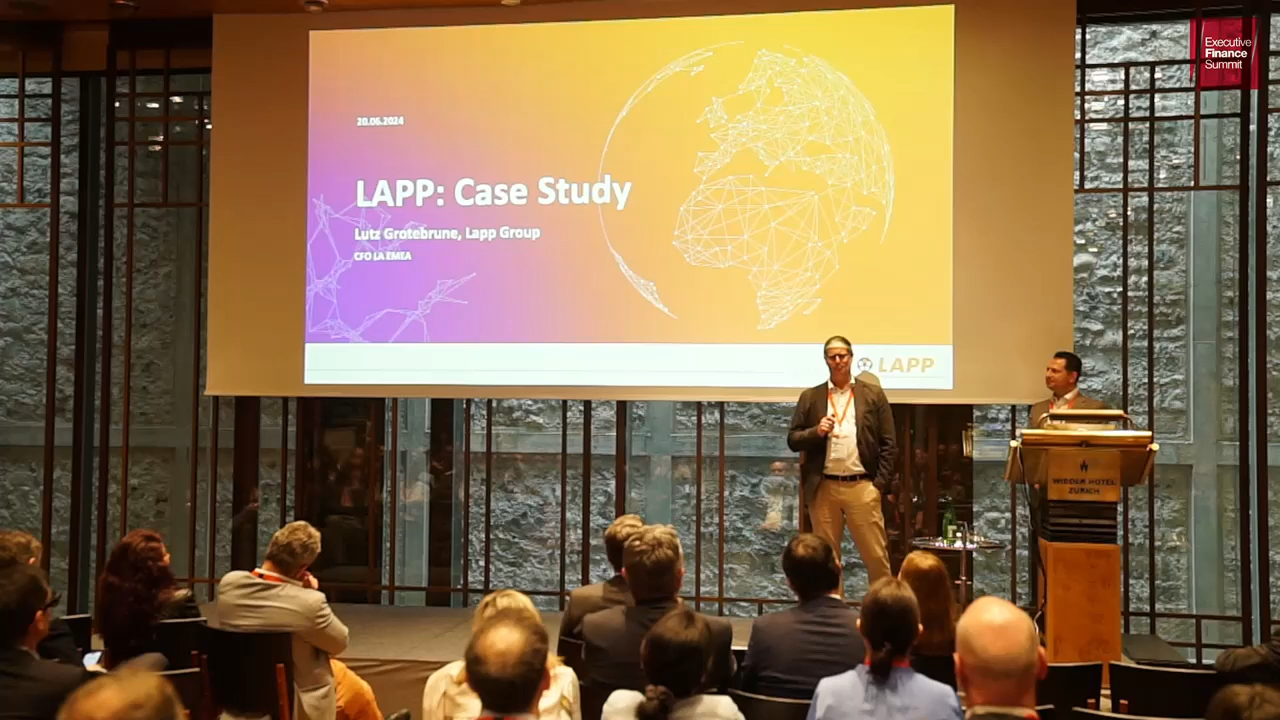 Executive
Finance
Summit
20.06.2024
LAPP: Case Study
Lutz Grotebrune, Lapp Group
CFO LA EMEA
LAPP
WIDDER HOTEL
ZURICH